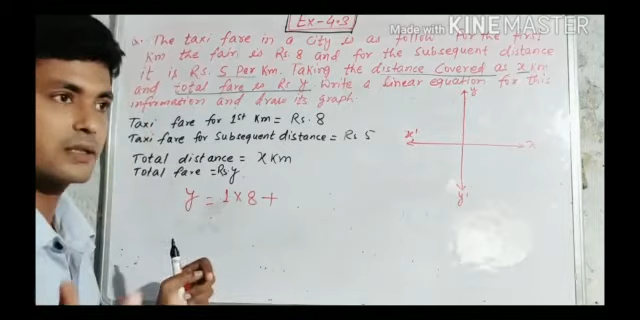 Ex-4.3
Made with KINEMASTER
Q. The taxi fare in a city is as follow for the first
Km the fair is Rs. 8 and for the subsequent distance
it is Rs. 5 Per Km. Taking the distance Covered as x Km
and total fare is Rs y. Write a linear equation for this
information and draw its graph.
Taxi fare for 1st Km = Rs. 8
Taxi fare for Subsequent distance = Rs 5
Total distance = x Km
Total fare = Rs. y
y = 1 x 8 +
y
x'
x
y'